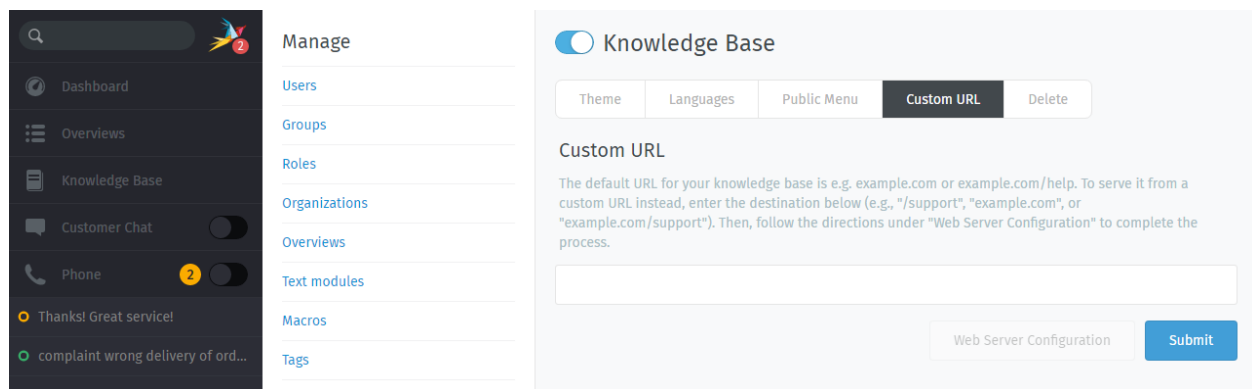 2
Dashboard
Overviews
Knowledge Base
Customer Chat
Phone 2
Thanks! Great service!
complaint wrong delivery of ord...
Manage
Users
Groups
Roles
Organizations
Overviews
Text modules
Macros
Tags
Knowledge Base
Theme Languages Public Menu Custom URL Delete
Custom URL
The default URL for your knowledge base is e.g. example.com or example.com/help. To serve it from a
custom URL instead, enter the destination below (e.g., "/support", "example.com", or
"example.com/support"). Then, follow the directions under "Web Server Configuration" to complete the
process.
Web Server Configuration Submit